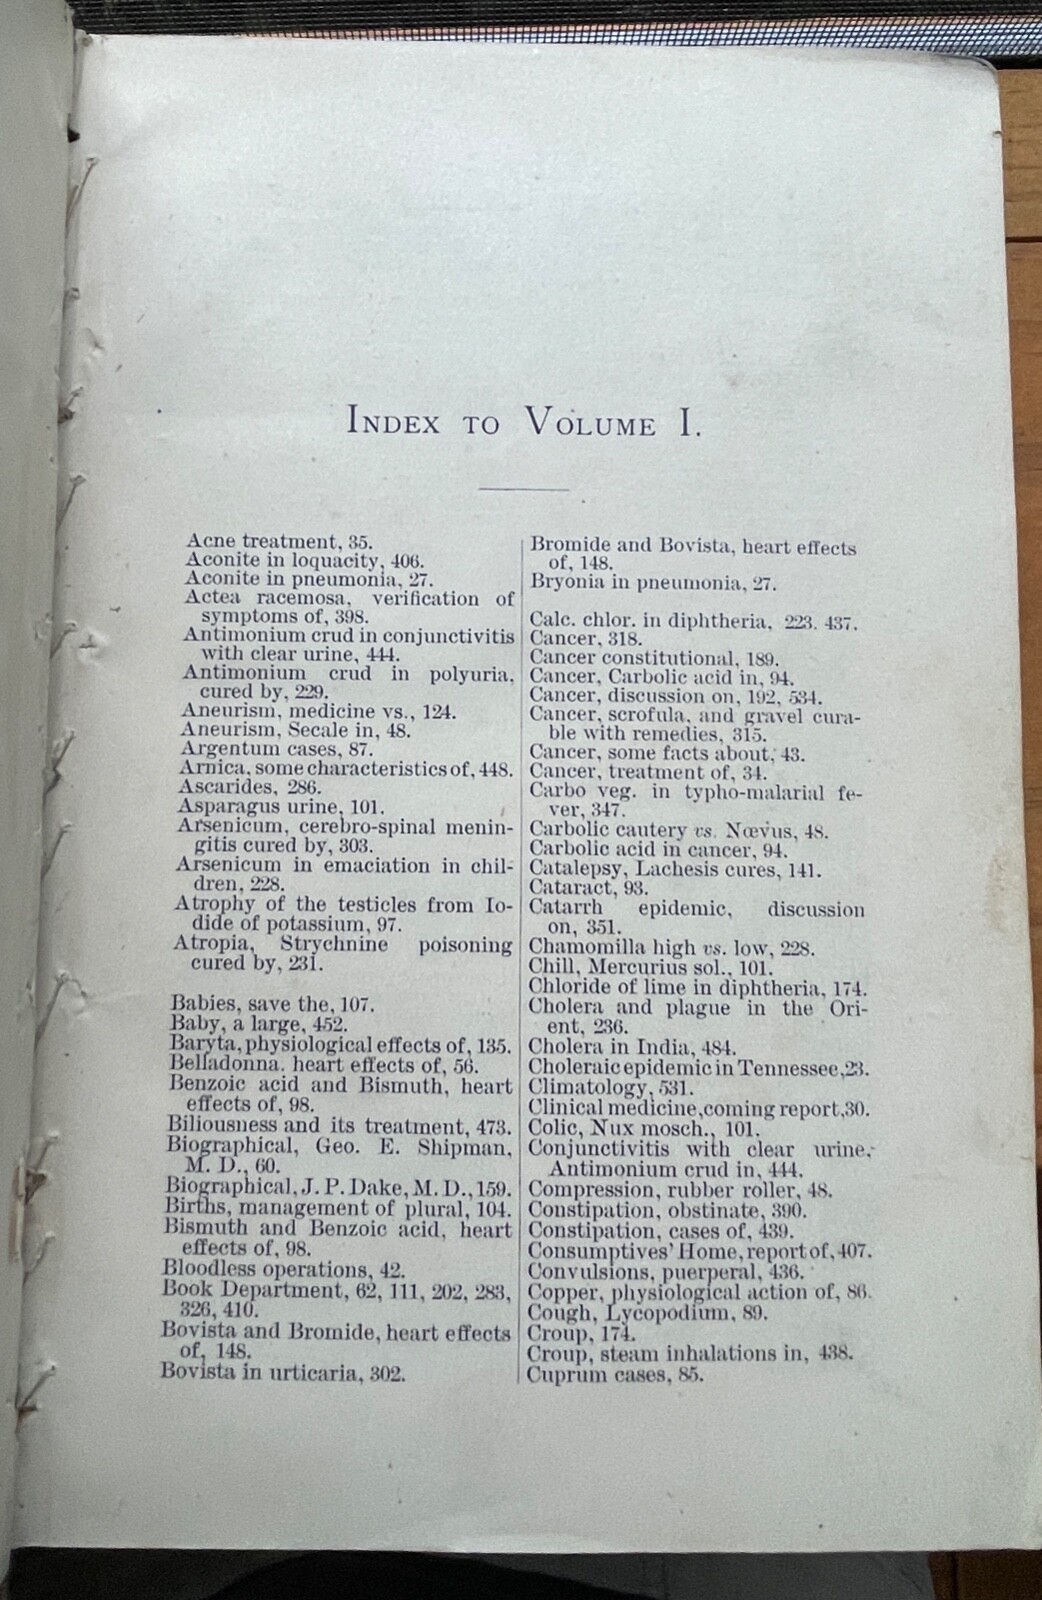 INDEX TO VOLUME I.
Acne treatment, 35.
Aconite in loquacity, 406.
Aconite in pneumonia, 27.
Actea racemosa, verification of
symptoms of, 398.
Antimonium crud in conjunctivitis
with clear urine, 444.
Antimonium crud in polyuria,
cured by, 229.
Aneurism, medicine vs., 124.
Aneurism, Secale in, 48.
Argentum cases, 87.
Arnica, some characteristics of, 448.
Ascarides, 286.
Asparagus urine, 101.
Arsenicum, cerebro-spinal menin-
gitis cured by, 303.
Arsenicum in emaciation in chil-
dren, 228.
Atrophy of the testicles from Io-
dide of potassium, 97.
Atropia, Strychnine poisoning
cured by, 231.
Babies, save the, 107.
Baby, a large, 452.
Baryta, physiological effects of, 135.
Belladonna. heart effects of, 56.
Benzoic acid and Bismuth, heart
effects of, 98.
Biliousness and its treatment, 473.
Biographical, Geo. E. Shipman,
M. D., 60.
Biographical, J. P. Dake, M. D., 159.
Births, management of plural, 104.
Bismuth and Benzoic acid, heart
effects of, 98.
Bloodless operations, 42.
Book Department, 62, 111, 202, 283,
326, 410.
Bovista and Bromide, heart effects
of, 148.
Bovista in urticaria, 302.
Bromide and Bovista, heart effects
of, 148.
Bryonia in pneumonia, 27.
Calc. chlor. in diphtheria, 223. 437.
Cancer, 318.
Cancer constitutional, 189.
Cancer, Carbolic acid in, 94.
Cancer, discussion on, 192, 534.
Cancer, scrofula, and gravel cura-
ble with remedies, 315.
Cancer, some facts about, 43.
Cancer, treatment of, 34.
Carbo veg. in typho-malarial fe-
ver, 347.
Carbolic cautery vs. Nœvus, 48.
Carbolic acid in cancer, 94.
Catalepsy, Lachesis cures, 141.
Cataract, 93.
Catarrh epidemic, discussion
on, 351.
Chamomilla high vs. low, 228.
Chill, Mercurius sol., 101.
Chloride of lime in diphtheria, 174.
Cholera and plague in the Ori-
ent, 236.
Cholera in India, 484.
Choleraic epidemic in Tennessee, 23.
Climatology, 531.
Clinical medicine, coming report, 30.
Colic, Nux mosch., 101.
Conjunctivitis with clear urine,
Antimonium crud in, 444.
Compression, rubber roller, 48.
Constipation, obstinate, 390.
Constipation, cases of, 439.
Consumptives' Home, report of, 407.
Convulsions, puerperal, 436.
Copper, physiological action of, 86.
Cough, Lycopodium, 89.
Croup, 174.
Croup, steam inhalations in, 438.
Cuprum cases, 85.